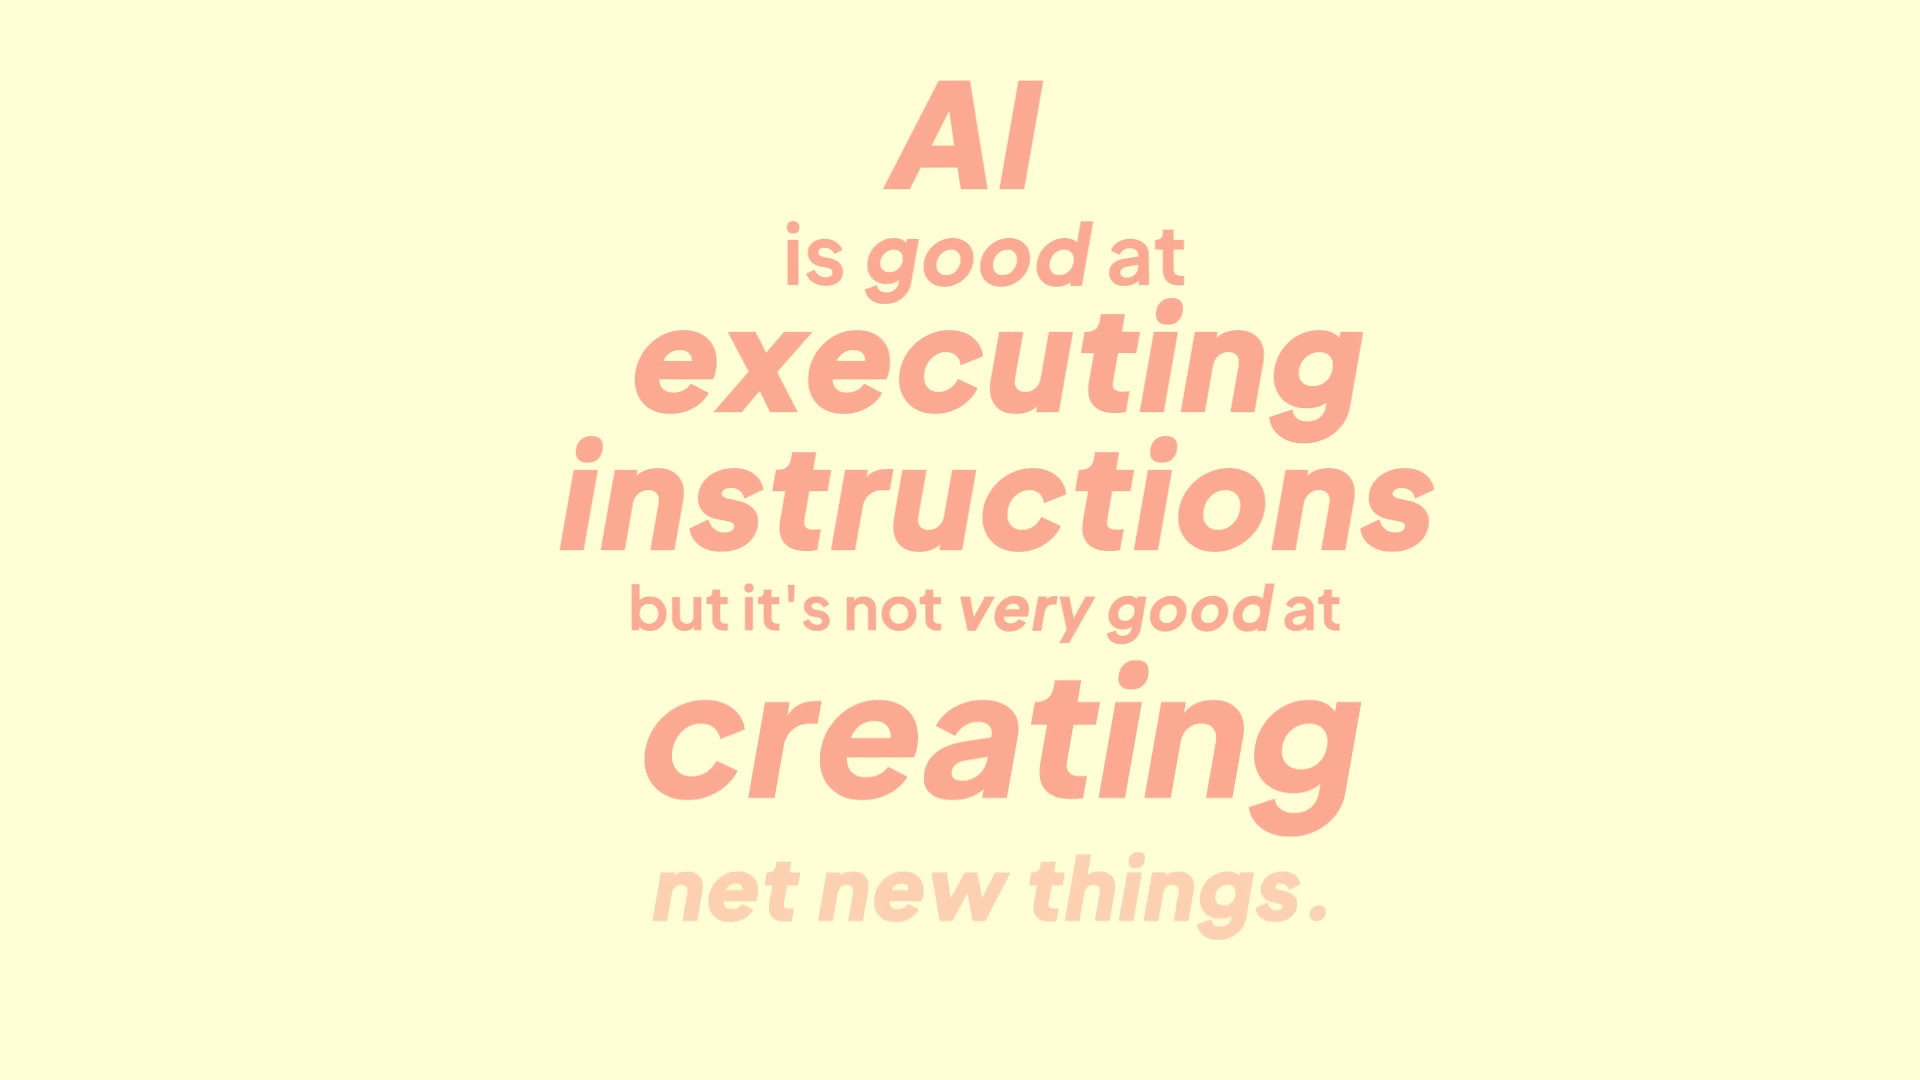 AI
is good at
executing
instructions
but it's not very good at
creating
net new things.